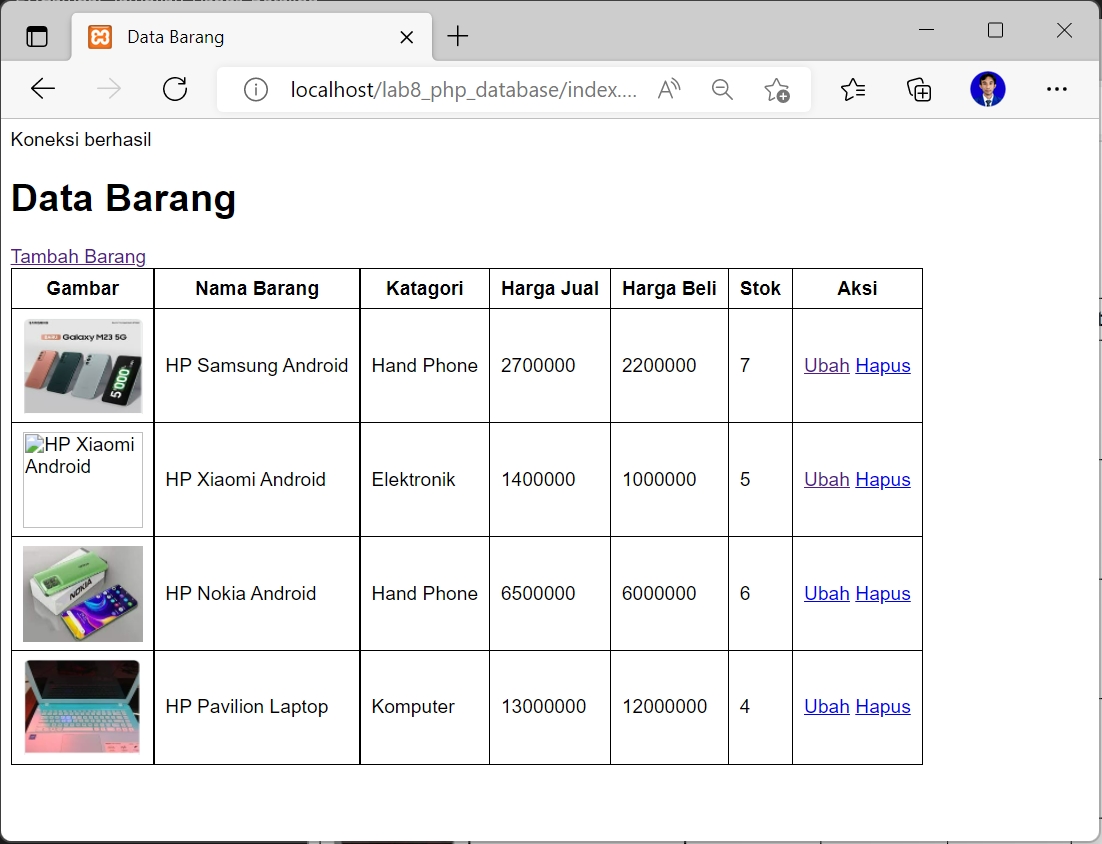 Data Barang
localhost/lab8_php_database/index....
Koneksi berhasil
Data Barang
Tambah Barang
Gambar Nama Barang Katagori Harga Jual Harga Beli Stok Aksi
Galaxy M23 5G
5'000
HP Samsung Android Hand Phone 2700000 2200000 7 Ubah Hapus
HP Xiaomi
Android
HP Xiaomi Android Elektronik 1400000 1000000 5 Ubah Hapus
NOKIA
HP Nokia Android Hand Phone 6500000 6000000 6 Ubah Hapus
HP Pavilion Laptop Komputer 13000000 12000000 4 Ubah Hapus